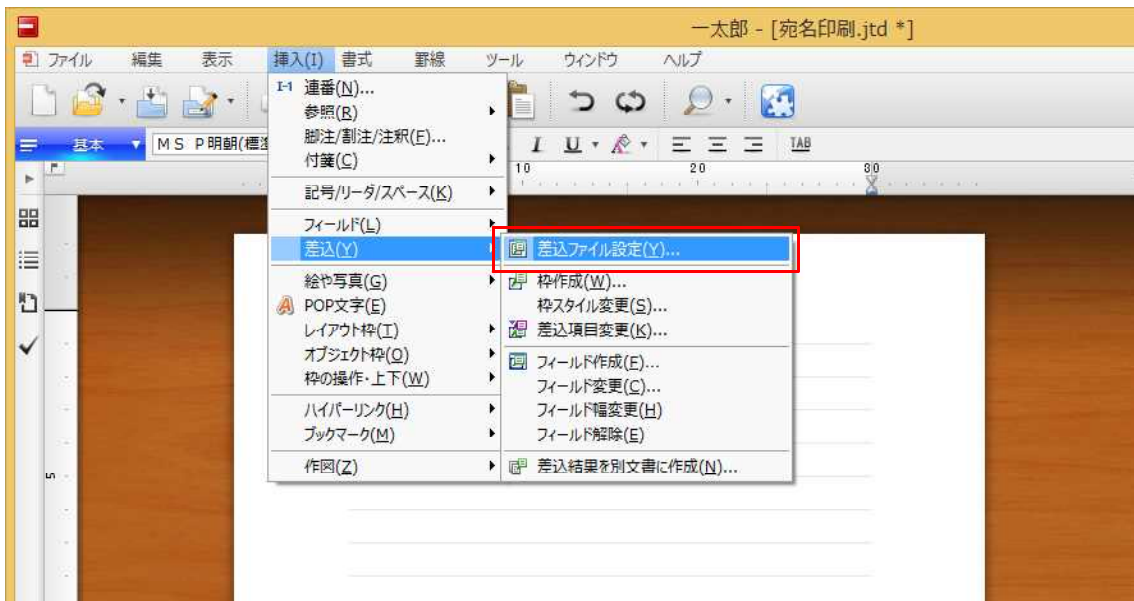 一太郎 - [宛名印刷.jtd *]
ファイル 編集 表示 挿入(I) 書式 罫線 ツール ウィンドウ ヘルプ
基本 ＭＳ Ｐ明朝(標準 I U TAB
10 20 30
連番(N)...
参照(R)
脚注/割注/注釈(F)...
付箋(C)
記号/リーダ/スペース(K)
フィールド(L)
差込(Y)
絵や写真(G)
POP文字(E)
レイアウト枠(T)
オブジェクト枠(O)
枠の操作・上下(W)
ハイパーリンク(H)
ブックマーク(M)
作図(Z)
差込ファイル設定(Y)...
枠作成(W)...
枠スタイル変更(S)...
差込項目変更(K)...
フィールド作成(F)...
フィールド変更(C)...
フィールド幅変更(H)
フィールド解除(E)
差込結果を別文書に作成(N)...
5